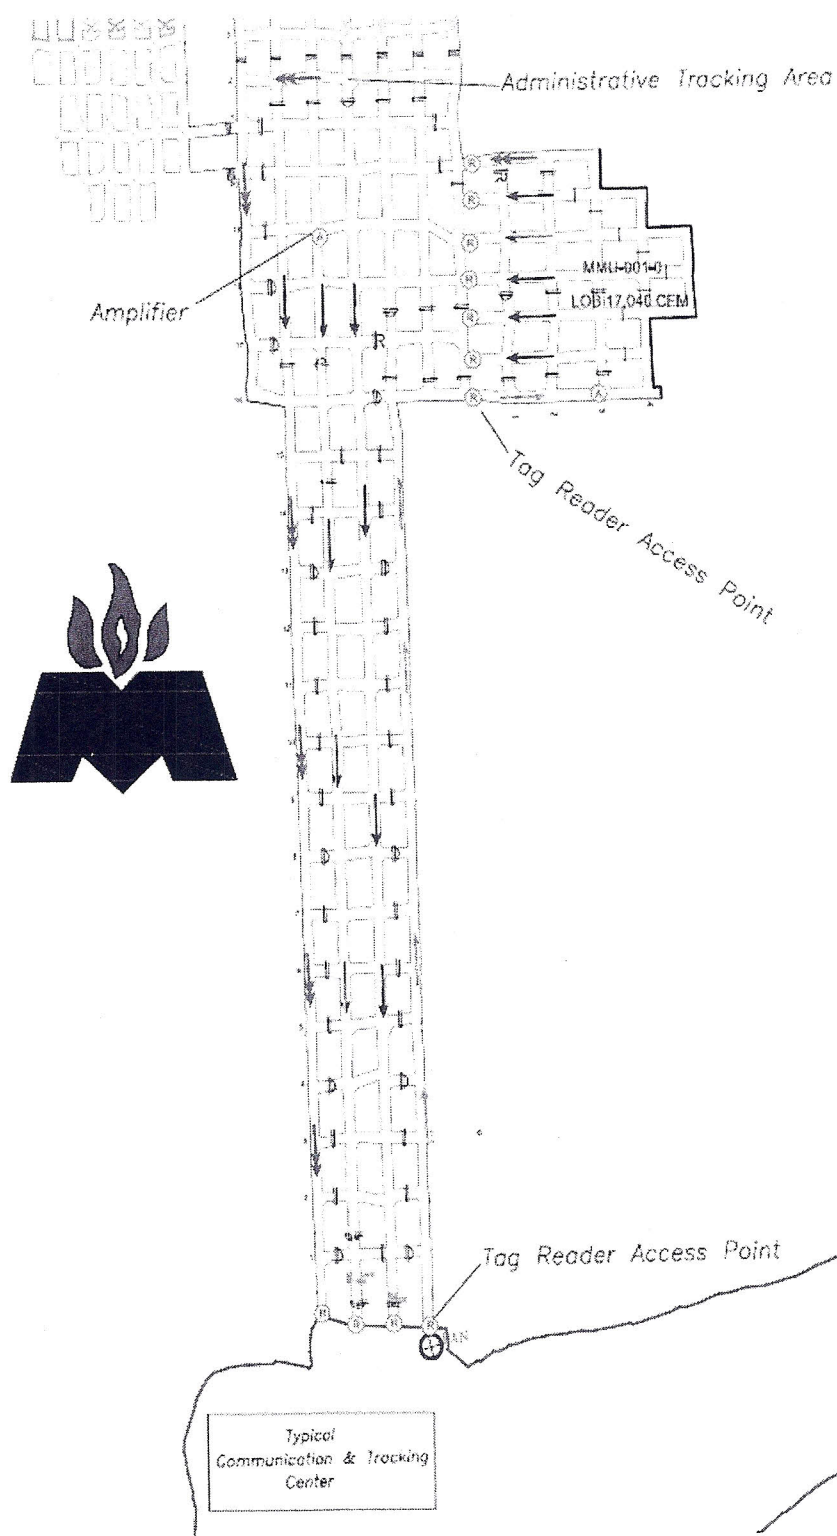 Administrative Tracking Area
R
R
R
R
MMU-001-0
R
Amplifier
LOB 17,040 CFM
R
R
R
R
R
R
Tag Reader Access Point
Tag Reader Access Point
R
R
R
R
FAN
Typical
Communication & Tracking
Center